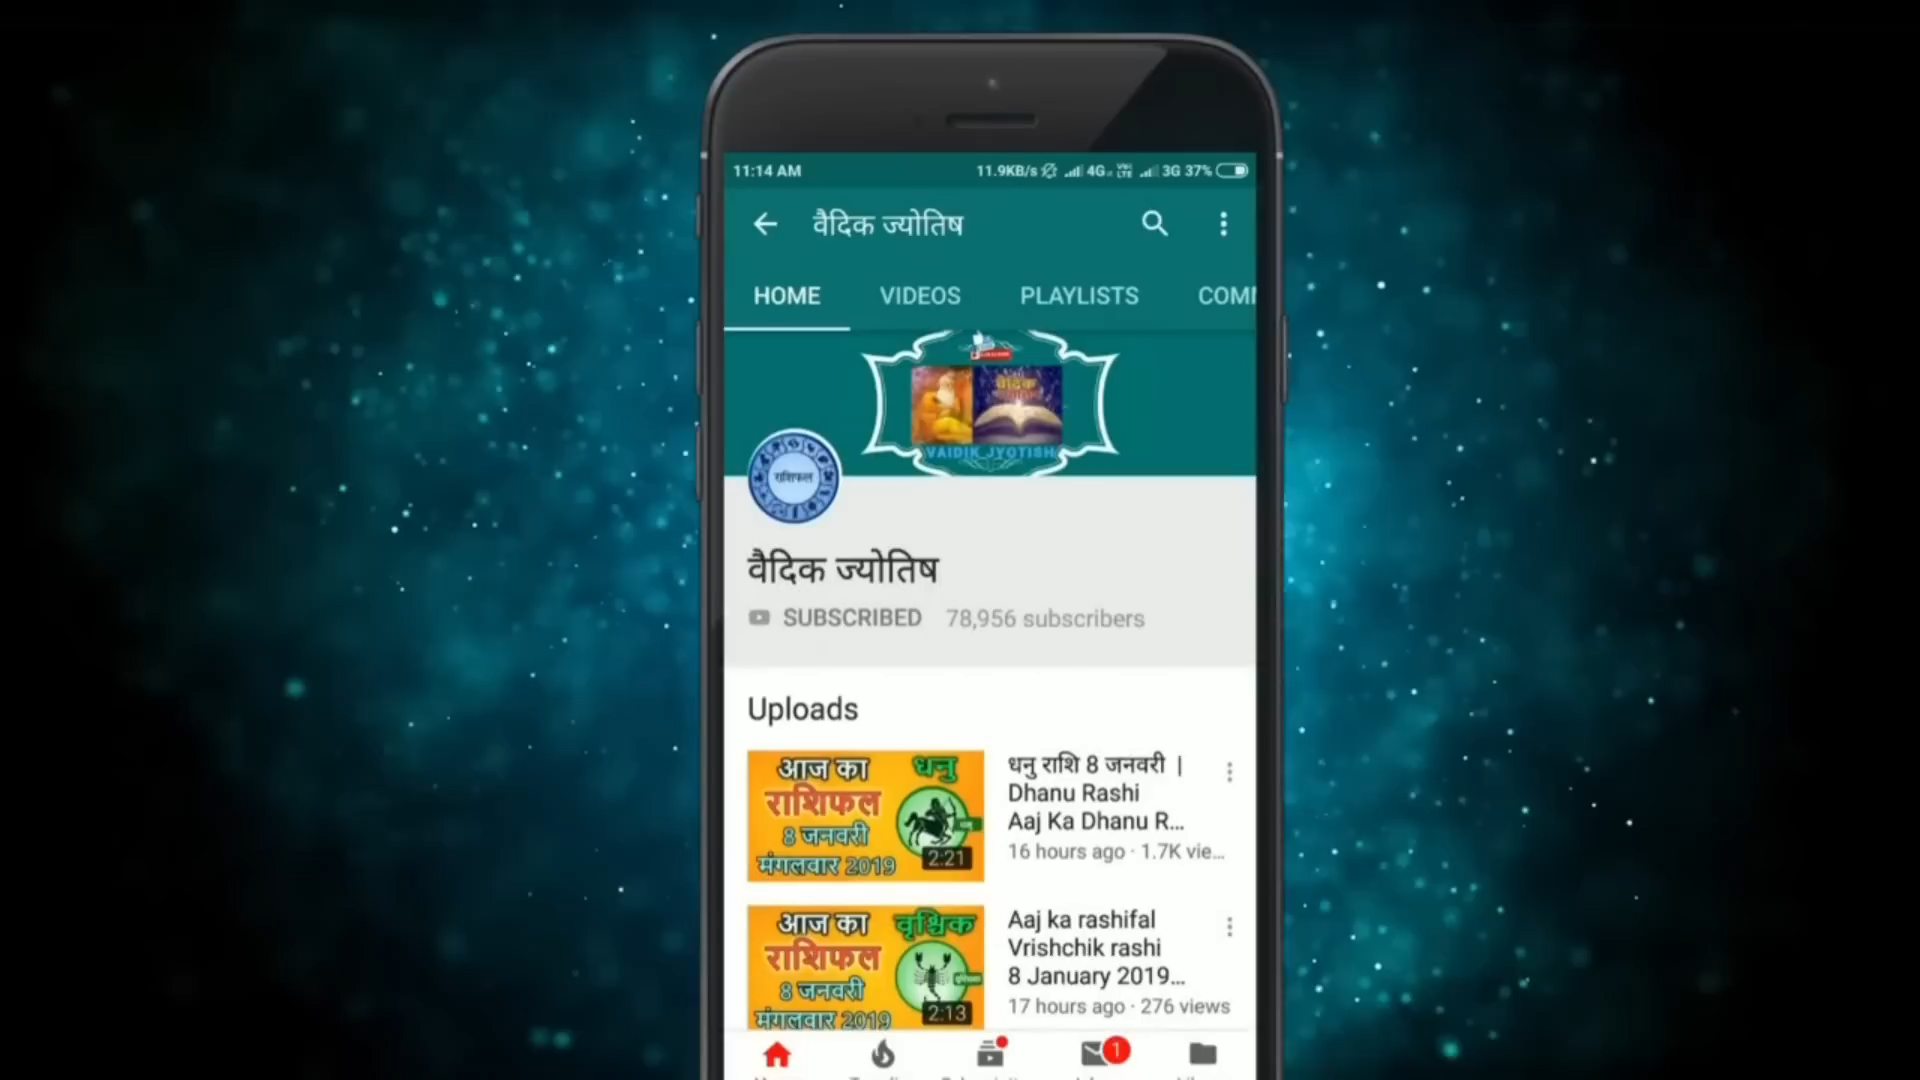 11:14 AM 11.9KB/s 4G VoLTE 3G 37%
वैदिक ज्योतिष
HOME VIDEOS PLAYLISTS COM
वैदिक
VAIDIK JYOTISH
राशिफल
वैदिक ज्योतिष
SUBSCRIBED 78,956 subscribers
Uploads
आज का धनु
राशिफल
8 जनवरी
मंगलवार 2019
2:21
धनु राशि 8 जनवरी |
Dhanu Rashi
Aaj Ka Dhanu R...
16 hours ago · 1.7K vie...
आज का वृश्चिक
राशिफल
8 जनवरी
मंगलवार 2019
2:13
Aaj ka rashifal
Vrishchik rashi
8 January 2019...
17 hours ago · 276 views
1